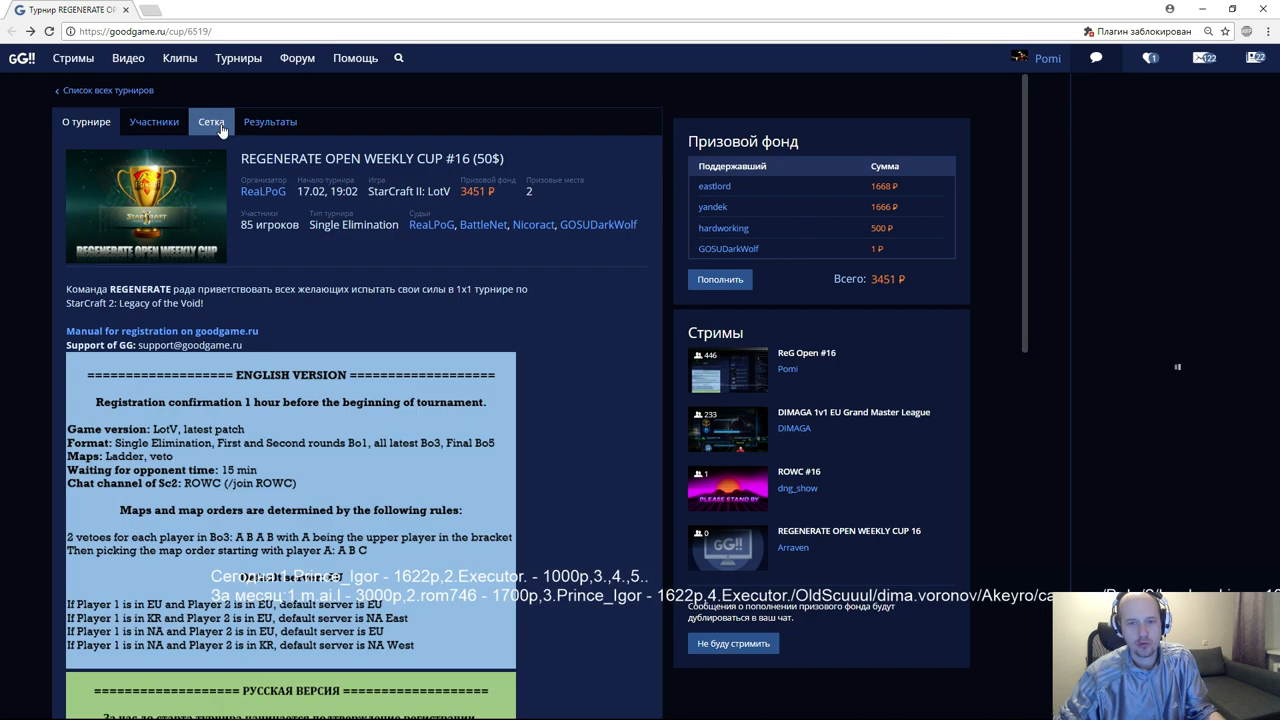 Турнир REGENERATE OF
https://goodgame.ru/cup/6519/
Плагин заблокирован
GG!!
Стримы
Видео
Клипы
Турниры
Форум
Помощь
Pomi
1
122
22
Список всех турниров
О турнире
Участники
Сетка
Результаты
REGENERATE OPEN WEEKLY CUP #16 (50$)
Организатор
Начало турнира
Игра
Призовой фонд
Призовые места
ReaLPoG
17.02, 19:02
StarCraft II: LotV
3451 ₽
2
Участники
Тип турнира
Судьи
85 игроков
Single Elimination
ReaLPoG, BattleNet, Nicoract, GOSUDarkWolf
REGENERATE OPEN WEEKLY CUP
Команда REGENERATE рада приветствовать всех желающих испытать свои силы в 1x1 турнире по
StarCraft 2: Legacy of the Void!
Manual for registration on goodgame.ru
Support of GG: support@goodgame.ru
=================== ENGLISH VERSION ===================
Registration confirmation 1 hour before the beginning of tournament.
Game version: LotV, latest patch
Format: Single Elimination, First and Second rounds Bo1, all latest Bo3, Final Bo5
Maps: Ladder, veto
Waiting for opponent time: 15 min
Chat channel of Sc2: ROWC (/join ROWC)
Maps and map orders are determined by the following rules:
2 vetoes for each player in Bo3: A B A B with A being the upper player in the bracket
Then picking the map order starting with player A: A B C
If Player 1 is in EU and Player 2 is in EU, default server is EU
If Player 1 is in KR and Player 2 is in EU, default server is NA East
If Player 1 is in NA and Player 2 is in EU, default server is EU
If Player 1 is in NA and Player 2 is in KR, default server is NA West
=================== РУССКАЯ ВЕРСИЯ ===================
За час до старта турнира начинается подтверждение регистрации
Призовой фонд
Поддержавший
Сумма
eastlord
1668 ₽
yandek
1666 ₽
hardworking
500 ₽
GOSUDarkWolf
1 ₽
Пополнить
Всего: 3451 ₽
Стримы
446
ReG Open #16
Pomi
233
DIMAGA 1v1 EU Grand Master League
DIMAGA
1
PLEASE STAND BY
ROWC #16
dng_show
0
GG!!
REGENERATE OPEN WEEKLY CUP 16
Arraven
Сообщения о пополнении призового фонда будут
дублироваться в ваш чат.
Не буду стримить
Сегодня:1.Prince_Igor - 1622р,2.Executor. - 1000р,3.,4.,5..
За месяц:1.m.ai.l - 3000р,2.rom746 - 1700р,3.Prince_Igor - 1622р,4.Executor./OldScuuul/dima.voronov/Akeyro/ca